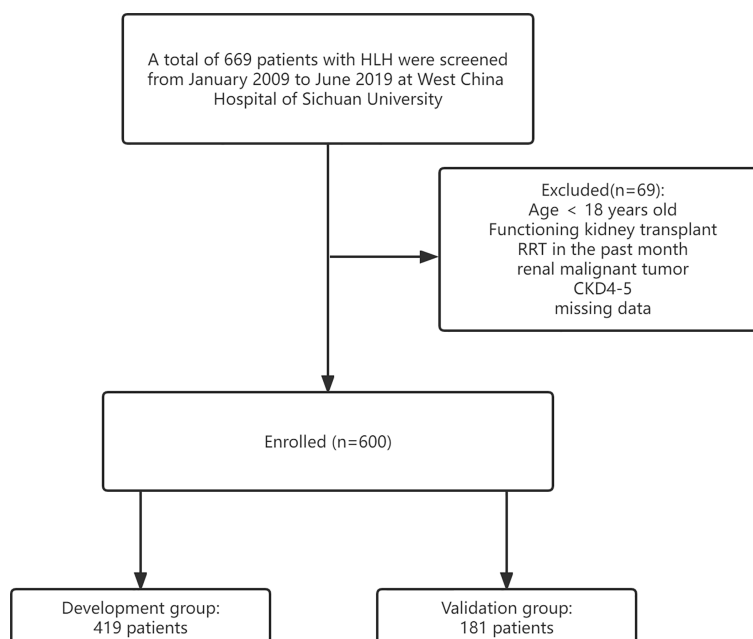 A total of 669 patients with HLH were screened
from January 2009 to June 2019 at West China
Hospital of Sichuan University
Excluded(n=69):
Age < 18 years old
Functioning kidney transplant
RRT in the past month
renal malignant tumor
CKD4-5
missing data
Enrolled (n=600)
Development group:
419 patients
Validation group:
181 patients